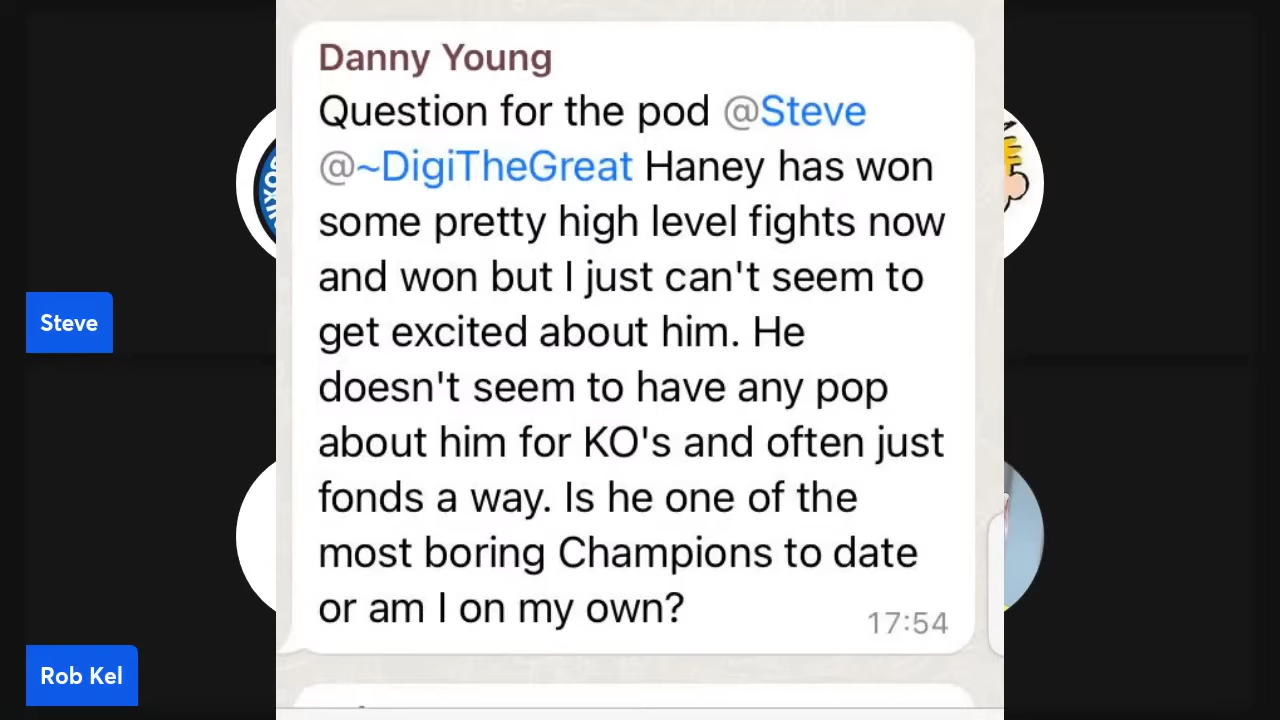 Danny Young
Question for the pod @Steve
@~DigiTheGreat Haney has won
some pretty high level fights now
and won but I just can't seem to
get excited about him. He
doesn't seem to have any pop
about him for KO's and often just
fonds a way. Is he one of the
most boring Champions to date
or am I on my own?
17:54
Steve
Rob Kel